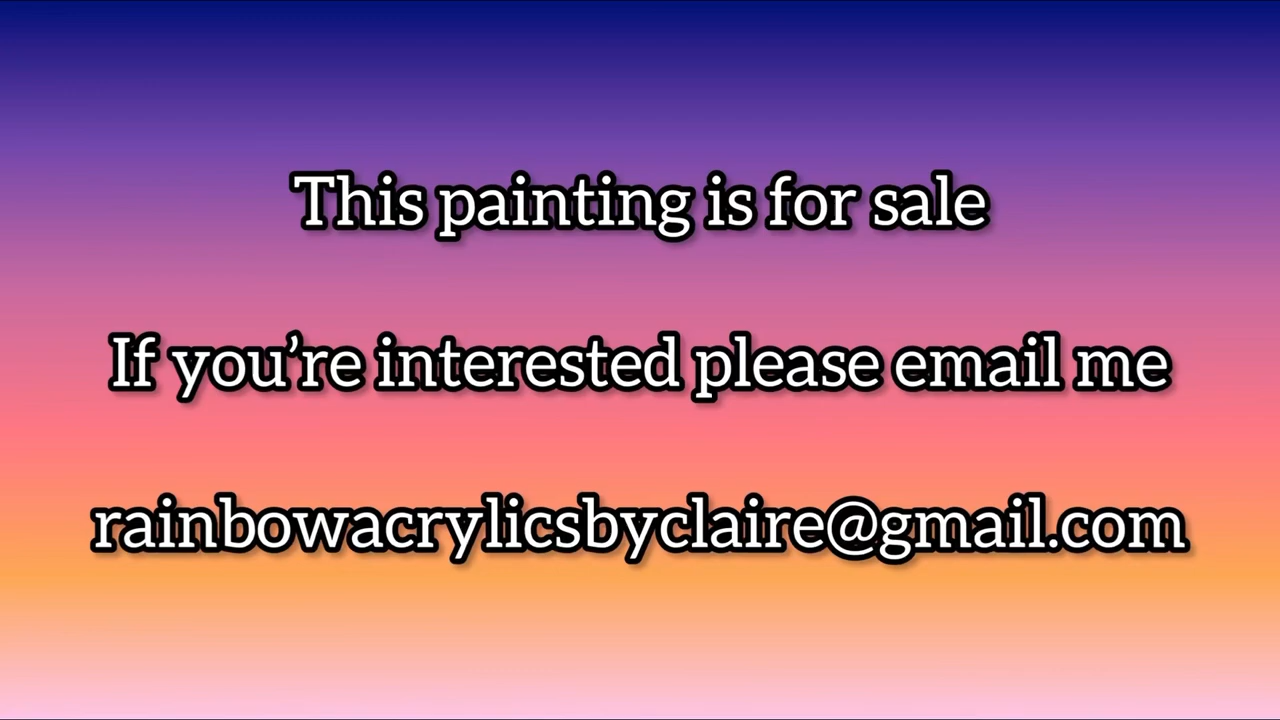 This painting is for sale
If you’re interested please email me
rainbowacrylicsbyclaire@gmail.com